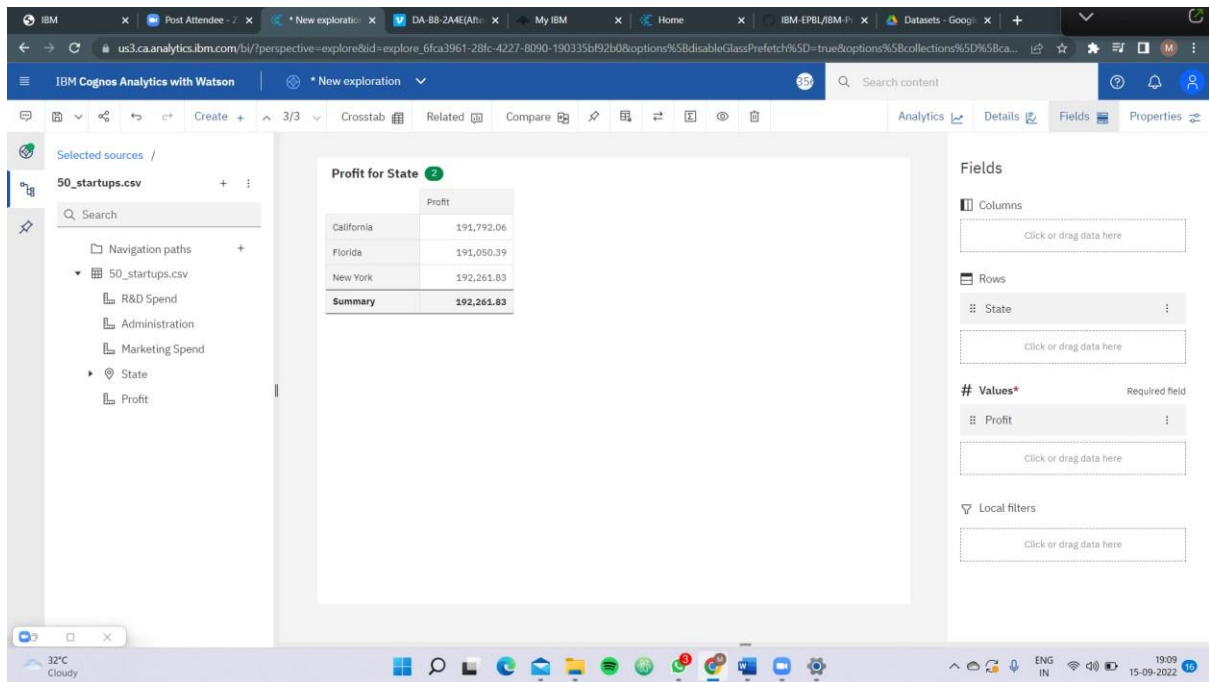 IBM
Post Attendee - Z
* New exploratio
DA-B8-2A4E(Afte
My IBM
Home
IBM-EPBL/IBM-Pr
Datasets - Googl
us3.ca.analytics.ibm.com/bi/?perspective=explore&id=explore_6fca3961-28fc-4227-8090-190335bf92b0&options%5BdisableGlassPrefetch%5D=true&options%5Bcollections%5D%5Bca...
M
IBM Cognos Analytics with Watson
* New exploration
Search content
Create +
3/3
Crosstab
Related
Compare
Analytics
Details
Fields
Properties
Selected sources /
50_startups.csv
Search
Navigation paths
50_startups.csv
R&D Spend
Administration
Marketing Spend
State
Profit
Profit for State 2
Profit
California 191,792.06
Florida 191,050.39
New York 192,261.83
Summary 192,261.83
Fields
Columns
Click or drag data here
Rows
State
Click or drag data here
# Values* Required field
Profit
Click or drag data here
Local filters
Click or drag data here
32°C
Cloudy
3
ENG
IN
19:09
15-09-2022
16